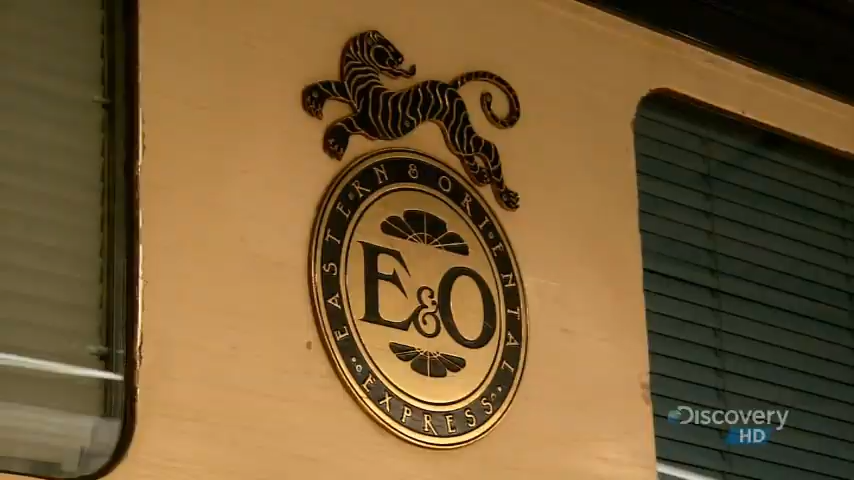 EASTERN & ORIENTAL
E&O
EXPRESS
Discovery
HD